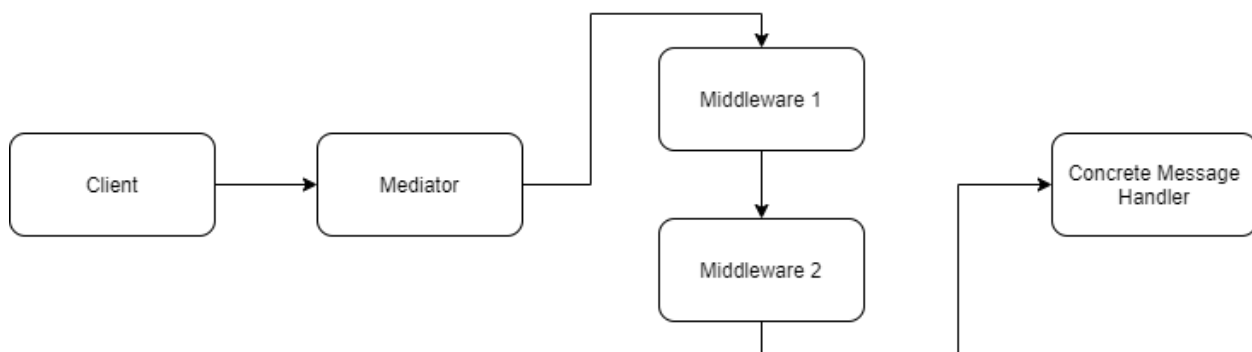 Client
Mediator
Middleware 1
Middleware 2
Concrete Message
Handler